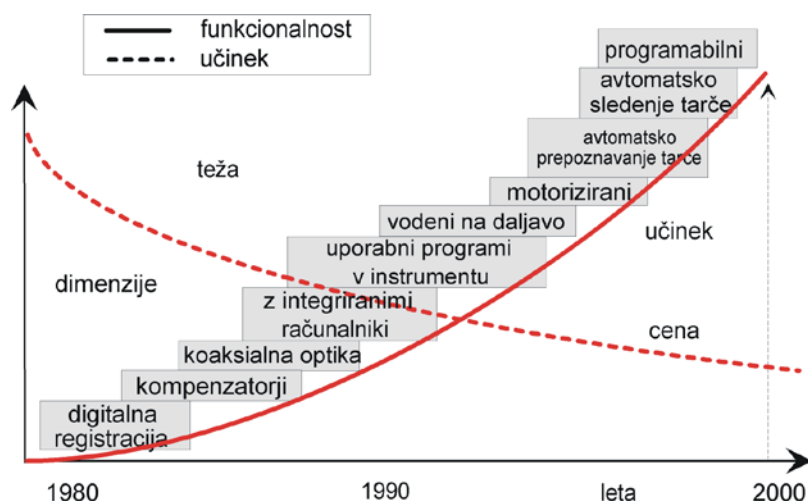 funkcionalnost
učinek
programabilni
avtomatsko
sledenje tarče
avtomatsko
prepoznavanje tarče
teža
motorizirani
vodeni na daljavo
učinek
uporabni programi
v instrumentu
dimenzije
z integriranimi
računalniki
cena
koaksialna optika
kompenzatorji
digitalna
registracija
1980
1990
leta
2000